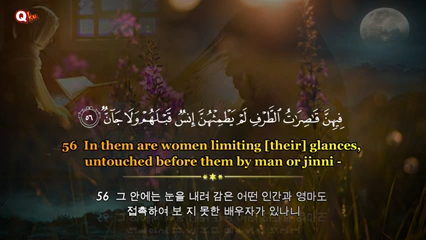 فِيهِنَّ قَـٰصِرَٰتُ ٱلطَّرْفِ لَمْ يَطْمِثْهُنَّ إِنسٌ قَبْلَهُمْ وَلَا جَآنٌّ ۝٥٦
56 In them are women limiting [their] glances,
untouched before them by man or jinni -
56 그 안에는 눈을 내려 감은 어떤 인간과 영마도
접촉하여 보 지 못한 배우자가 있나니